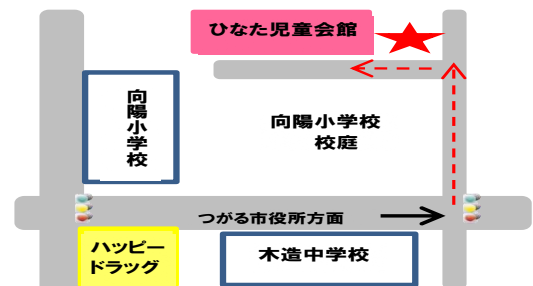 ひなた児童会館
向陽小学校
向陽小学校
校庭
つがる市役所方面
ハッピー
ドラッグ
木造中学校